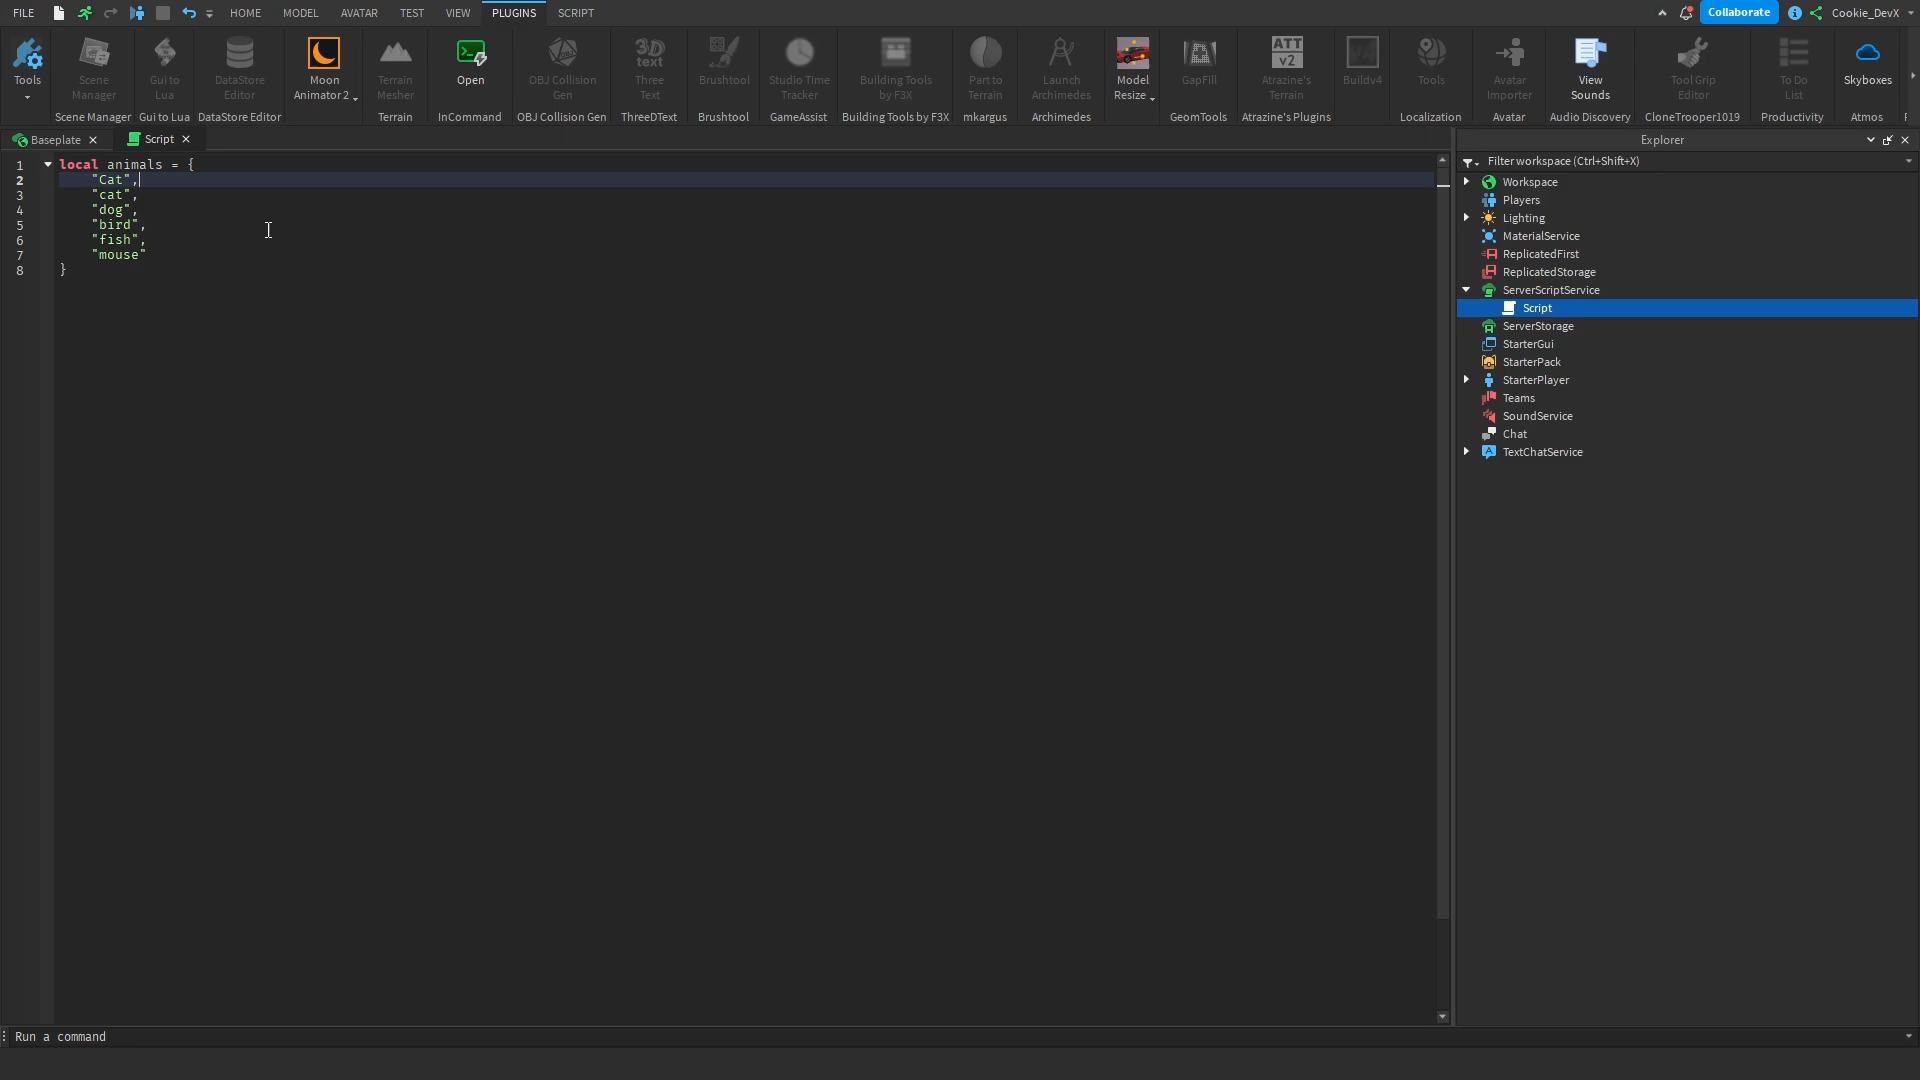 FILE HOME MODEL AVATAR TEST VIEW PLUGINS SCRIPT Collaborate Cookie_DevX
Tools Scene Manager Gui to Lua DataStore Editor Moon Animator 2 Terrain Mesher Open OBJ Collision Gen Three Text Brushtool Studio Time Tracker Building Tools by F3X Part to Terrain Launch Archimedes Model Resize GapFill Atrazine's Terrain Buildv4 Tools Avatar Importer View Sounds Tool Grip Editor To Do List Skyboxes
3D text ATT v2 V4
Scene Manager Gui to Lua DataStore Editor Terrain InCommand OBJ Collision Gen ThreeDText Brushtool GameAssist Building Tools by F3X mkargus Archimedes GeomTools Atrazine's Plugins Localization Avatar Audio Discovery CloneTrooper1019 Productivity Atmos
Baseplate Script
1 local animals = {
2 "Cat",
3 "cat",
4 "dog",
5 "bird",
6 "fish",
7 "mouse"
8 }
Explorer
Filter workspace (Ctrl+Shift+X)
Workspace
Players
Lighting
MaterialService
ReplicatedFirst
ReplicatedStorage
ServerScriptService
Script
ServerStorage
StarterGui
StarterPack
StarterPlayer
Teams
SoundService
Chat
TextChatService
Run a command